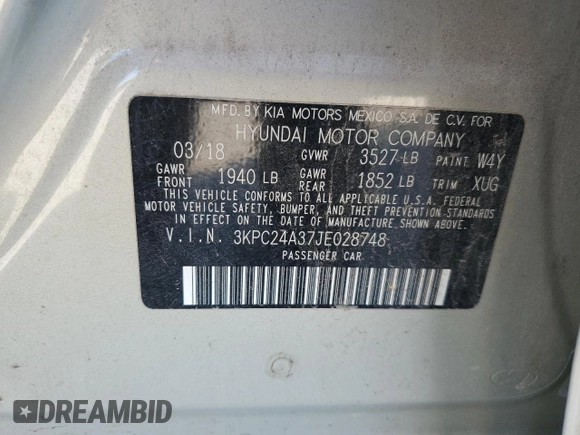 MFD. BY KIA MOTORS MEXICO S.A. DE C.V. FOR
HYUNDAI MOTOR COMPANY
03/18 GVWR 3527 LB PAINT W4Y
GAWR FRONT 1940 LB GAWR REAR 1852 LB TRIM XUG
THIS VEHICLE CONFORMS TO ALL APPLICABLE U.S.A. FEDERAL
MOTOR VEHICLE SAFETY, BUMPER, AND THEFT PREVENTION STANDARDS
IN EFFECT ON THE DATE OF MANUFACTURE SHOWN ABOVE.
V.I.N. 3KPC24A37JE028748
PASSENGER CAR
DREAMBID